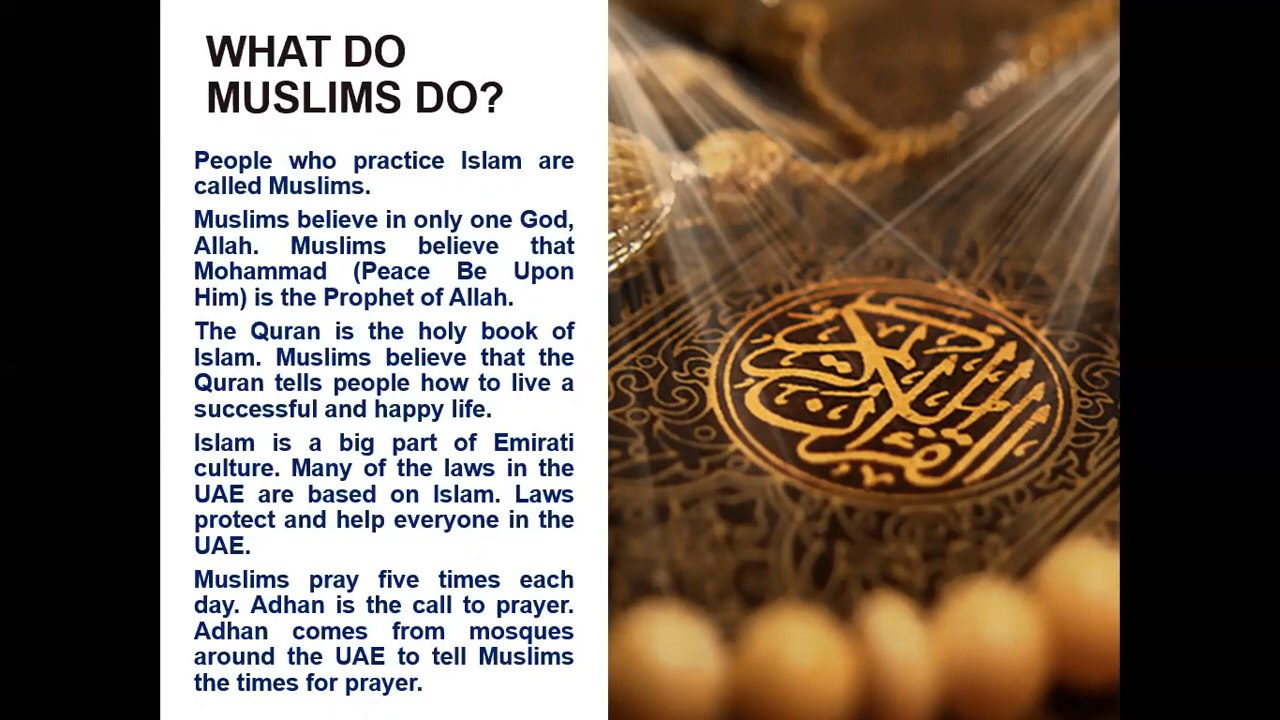 WHAT DO
MUSLIMS DO?
People who practice Islam are
called Muslims.
Muslims believe in only one God,
Allah. Muslims believe that
Mohammad (Peace Be Upon
Him) is the Prophet of Allah.
The Quran is the holy book of
Islam. Muslims believe that the
Quran tells people how to live a
successful and happy life.
Islam is a big part of Emirati
culture. Many of the laws in the
UAE are based on Islam. Laws
protect and help everyone in the
UAE.
Muslims pray five times each
day. Adhan is the call to prayer.
Adhan comes from mosques
around the UAE to tell Muslims
the times for prayer.
القرآن الكريم